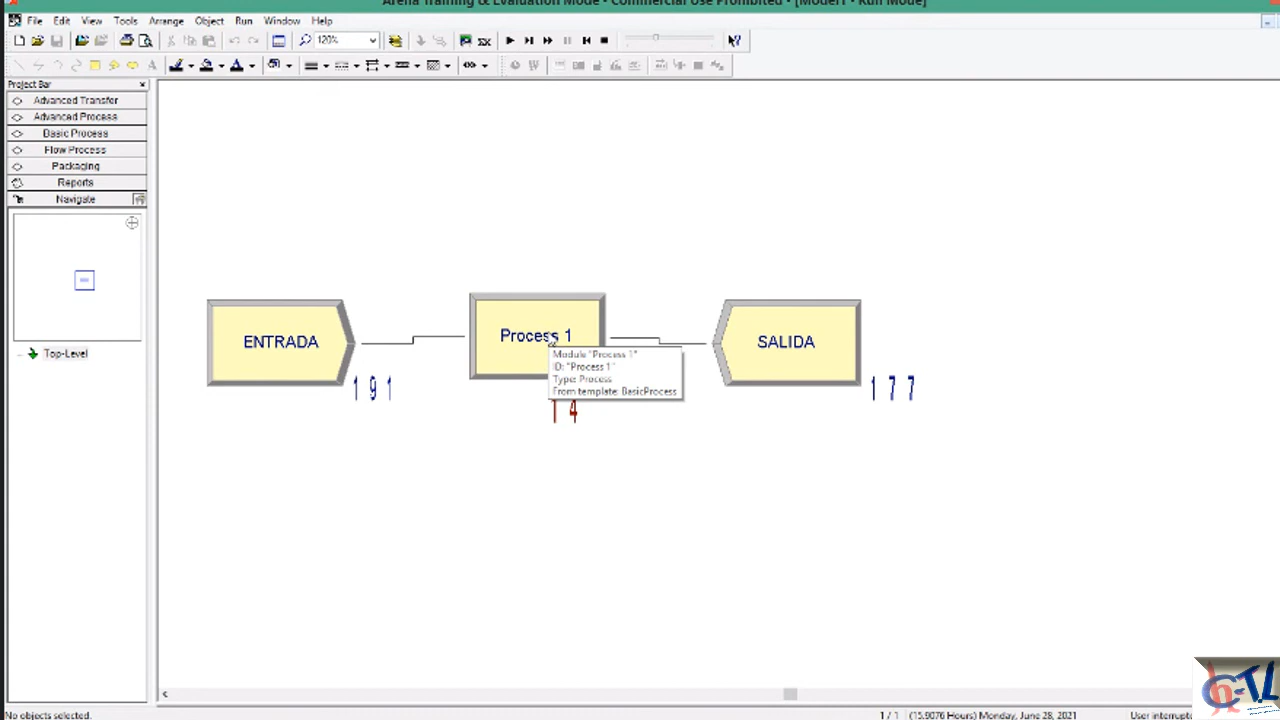 Arena Training & Evaluation Mode - Commercial Use Prohibited - [Model1 - Run Mode]
File Edit View Tools Arrange Object Run Window Help
120%
Project Bar
Advanced Transfer
Advanced Process
Basic Process
Flow Process
Packaging
Reports
Navigate
Top-Level
ENTRADA
191
Process 1
Module "Process 1"
ID: "Process 1"
Type: Process
From template: BasicProcess
14
SALIDA
177
No objects selected.
1 / 1 (15.9076 Hours) Monday, June 28, 2021 User interrupte